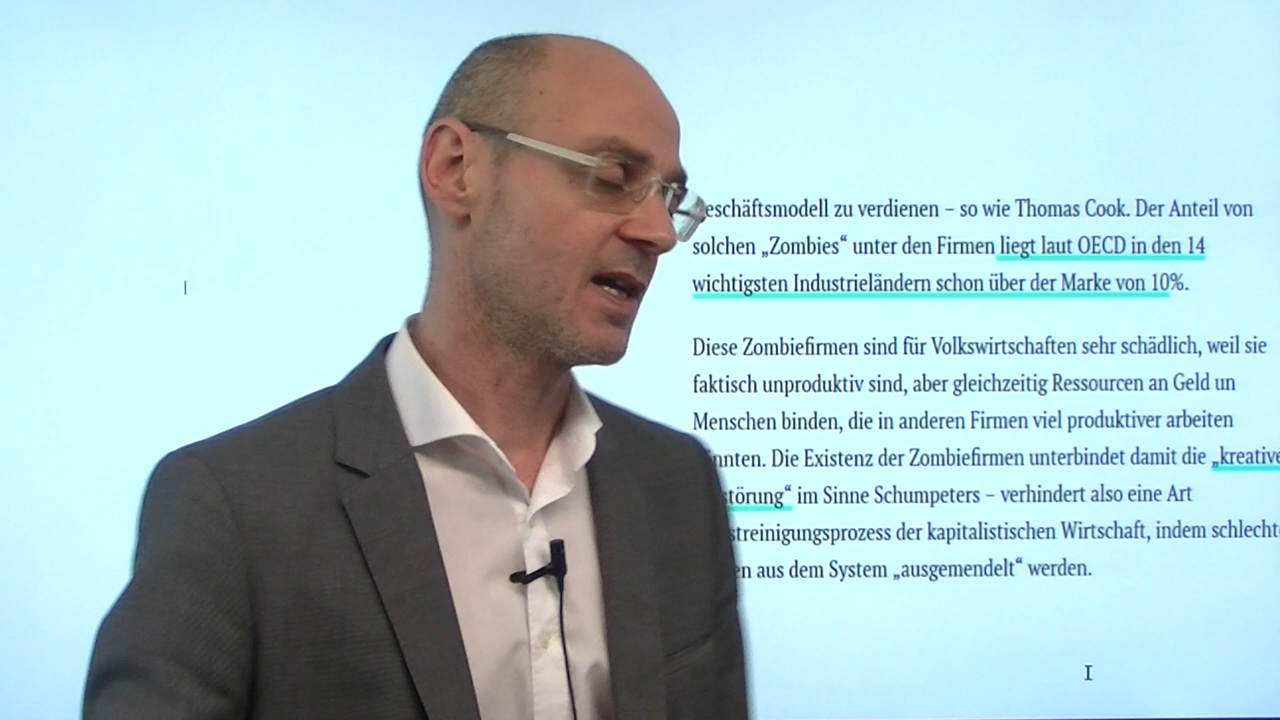 eschäftsmodell zu verdienen – so wie Thomas Cook. Der Anteil von
solchen „Zombies“ unter den Firmen liegt laut OECD in den 14
wichtigsten Industrieländern schon über der Marke von 10%.
Diese Zombiefirmen sind für Volkswirtschaften sehr schädlich, weil sie
faktisch unproduktiv sind, aber gleichzeitig Ressourcen an Geld un
Menschen binden, die in anderen Firmen viel produktiver arbeiten
nnten. Die Existenz der Zombiefirmen unterbindet damit die „kreative
törung“ im Sinne Schumpeters – verhindert also eine Art
streinigungsprozess der kapitalistischen Wirtschaft, indem schlecht
en aus dem System „ausgemendelt“ werden.